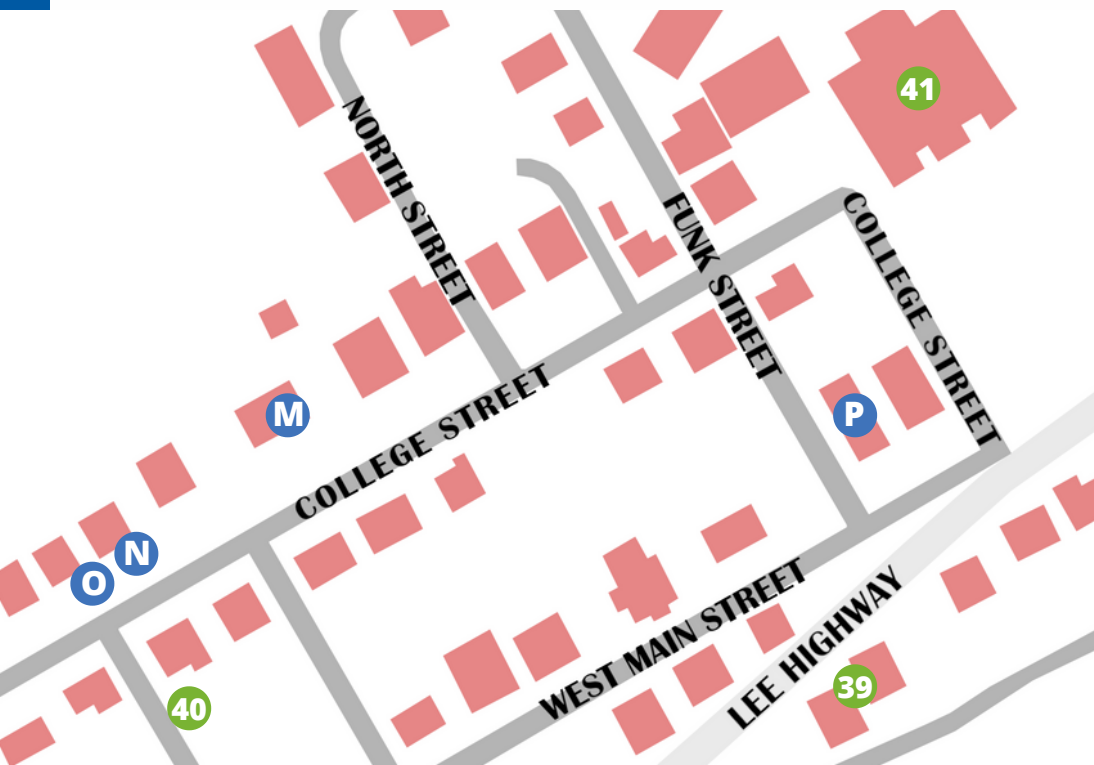 41
NORTH STREET
FUNK STREET
COLLEGE STREET
M
COLLEGE STREET
P
N
O
WEST MAIN STREET
LEE HIGHWAY
39
40